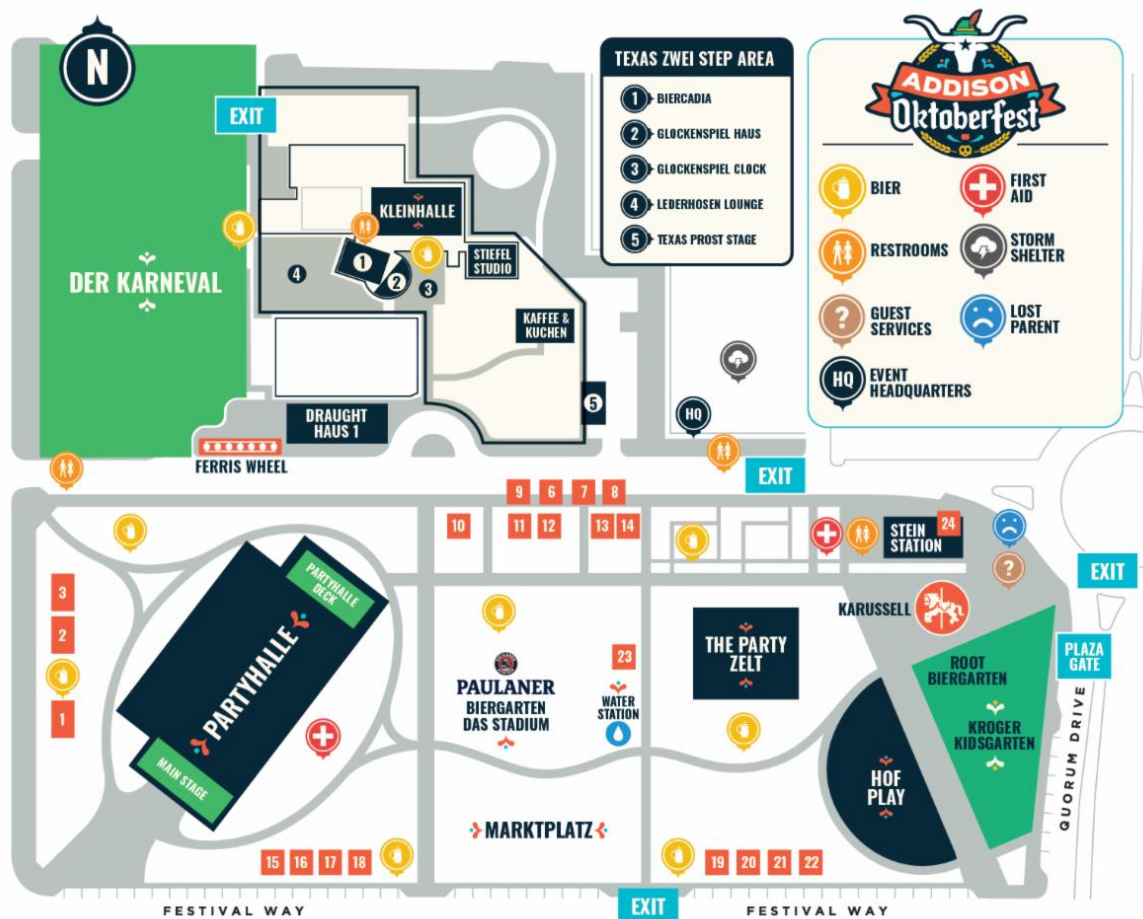 N
EXIT
DER KARNEVAL
KLEINHALLE
1
2
3
4
STIEFEL
STUDIO
KAFFEE &
KUCHEN
5
DRAUGHT
HAUS 1
FERRIS WHEEL
TEXAS ZWEI STEP AREA
1 BIERCADIA
2 GLOCKENSPIEL HAUS
3 GLOCKENSPIEL CLOCK
4 LEDERHOSEN LOUNGE
5 TEXAS PROST STAGE
ADDISON
Oktoberfest
BIER
FIRST
AID
RESTROOMS
STORM
SHELTER
? GUEST
SERVICES
LOST
PARENT
HQ EVENT
HEADQUARTERS
HQ
EXIT
9 6 7 8
10 11 12 13 14
STEIN
STATION
24
?
EXIT
3
2
1
PARTYHALLE
DECK
PARTYHALLE
MAIN STAGE
PAULANER
BIERGARTEN
DAS STADIUM
23
WATER
STATION
THE PARTY
ZELT
KARUSSELL
PLAZA
GATE
ROOT
BIERGARTEN
KROGER
KIDSGARTEN
HOF
PLAY
QUORUM DRIVE
MARKTPLATZ
15 16 17 18
19 20 21 22
FESTIVAL WAY
EXIT
FESTIVAL WAY